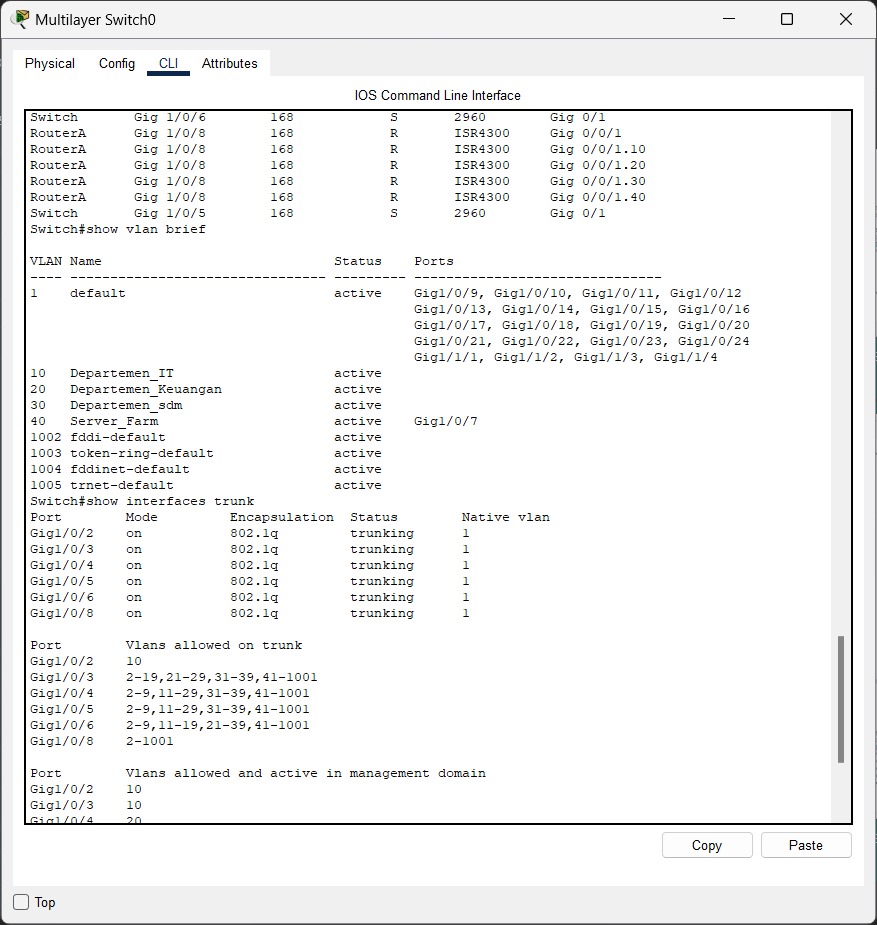 Multilayer Switch0
Physical Config CLI Attributes
IOS Command Line Interface
Switch Gig 1/0/6 168 S 2960 Gig 0/1
RouterA Gig 1/0/8 168 R ISR4300 Gig 0/0/1
RouterA Gig 1/0/8 168 R ISR4300 Gig 0/0/1.10
RouterA Gig 1/0/8 168 R ISR4300 Gig 0/0/1.20
RouterA Gig 1/0/8 168 R ISR4300 Gig 0/0/1.30
RouterA Gig 1/0/8 168 R ISR4300 Gig 0/0/1.40
Switch Gig 1/0/5 168 S 2960 Gig 0/1
Switch#show vlan brief
VLAN Name Status Ports
---- -------------------------------- --------- -------------------------------
1 default active Gig1/0/9, Gig1/0/10, Gig1/0/11, Gig1/0/12
Gig1/0/13, Gig1/0/14, Gig1/0/15, Gig1/0/16
Gig1/0/17, Gig1/0/18, Gig1/0/19, Gig1/0/20
Gig1/0/21, Gig1/0/22, Gig1/0/23, Gig1/0/24
Gig1/1/1, Gig1/1/2, Gig1/1/3, Gig1/1/4
10 Departemen_IT active
20 Departemen_Keuangan active
30 Departemen_sdm active
40 Server_Farm active Gig1/0/7
1002 fddi-default active
1003 token-ring-default active
1004 fddinet-default active
1005 trnet-default active
Switch#show interfaces trunk
Port Mode Encapsulation Status Native vlan
Gig1/0/2 on 802.1q trunking 1
Gig1/0/3 on 802.1q trunking 1
Gig1/0/4 on 802.1q trunking 1
Gig1/0/5 on 802.1q trunking 1
Gig1/0/6 on 802.1q trunking 1
Gig1/0/8 on 802.1q trunking 1
Port Vlans allowed on trunk
Gig1/0/2 10
Gig1/0/3 2-19,21-29,31-39,41-1001
Gig1/0/4 2-9,11-29,31-39,41-1001
Gig1/0/5 2-9,11-29,31-39,41-1001
Gig1/0/6 2-9,11-19,21-39,41-1001
Gig1/0/8 2-1001
Port Vlans allowed and active in management domain
Gig1/0/2 10
Gig1/0/3 10
Gig1/0/4 20
Copy Paste
Top